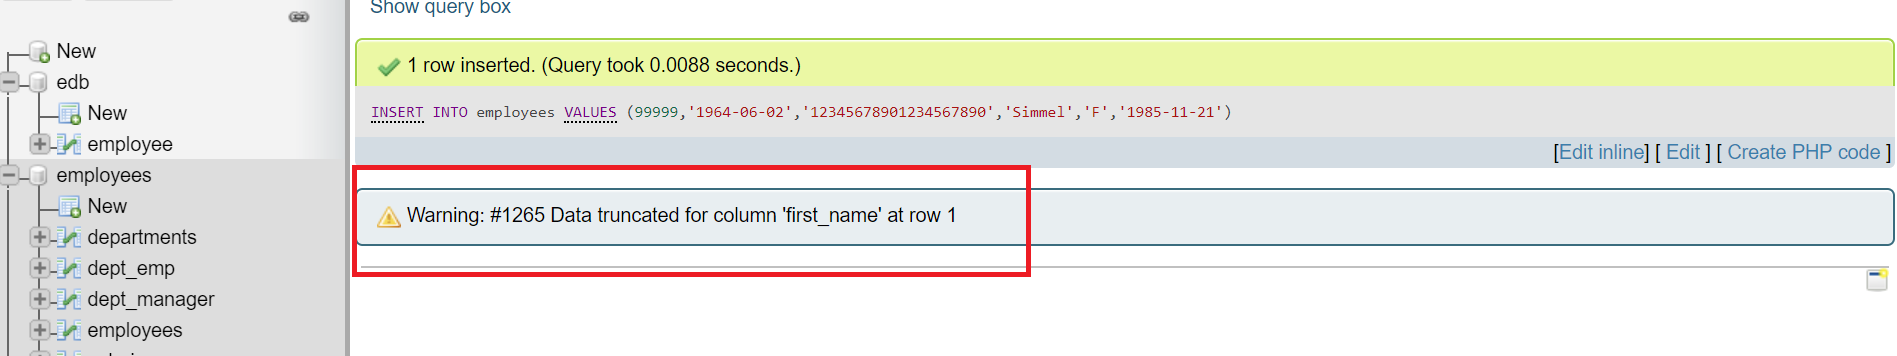 Show query box
New
edb
New
employee
employees
New
departments
dept_emp
dept_manager
employees
1 row inserted. (Query took 0.0088 seconds.)
INSERT INTO employees VALUES (99999,'1964-06-02','12345678901234567890','Simmel','F','1985-11-21')
[Edit inline] [ Edit ] [ Create PHP code ]
Warning: #1265 Data truncated for column 'first_name' at row 1